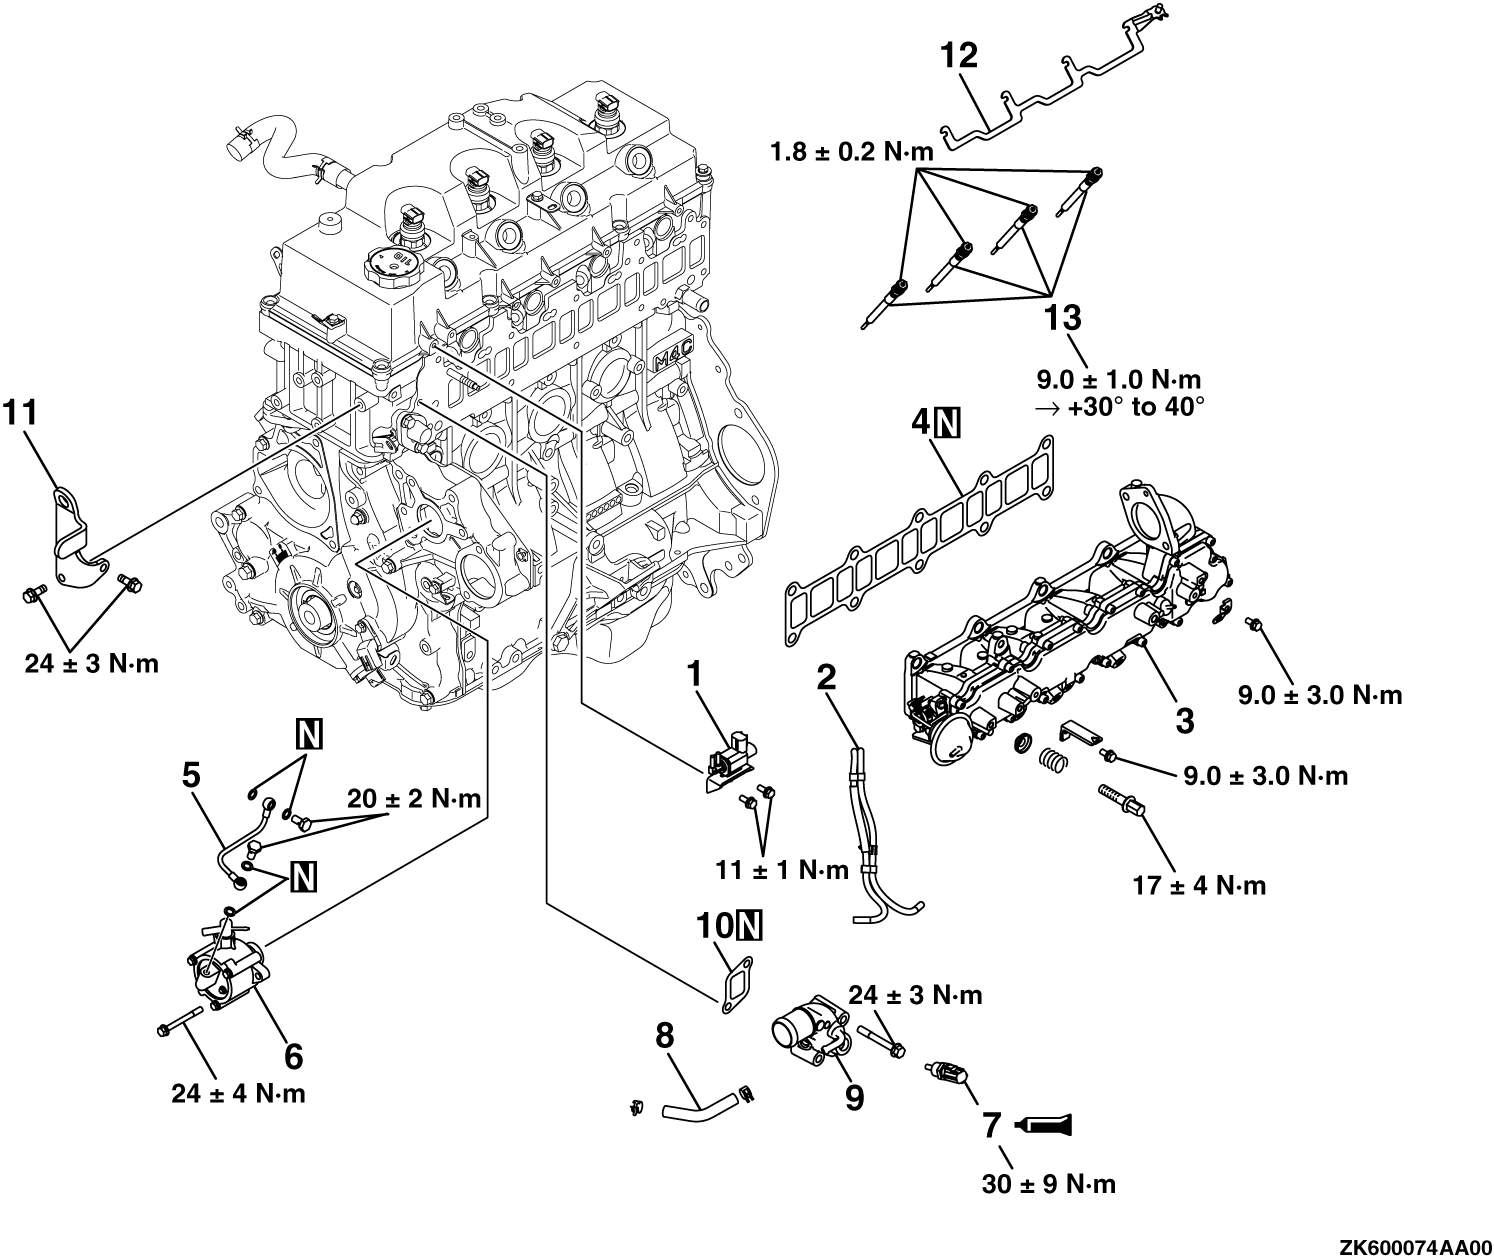 12
1.8 ± 0.2 N·m
13
9.0 ± 1.0 N·m
→ +30° to 40°
M4C
11
4 N
24 ± 3 N·m
1
2
3
9.0 ± 3.0 N·m
9.0 ± 3.0 N·m
N
5
20 ± 2 N·m
11 ± 1 N·m
17 ± 4 N·m
N
10 N
24 ± 3 N·m
8
6
9
24 ± 4 N·m
7
30 ± 9 N·m
ZK600074AA00